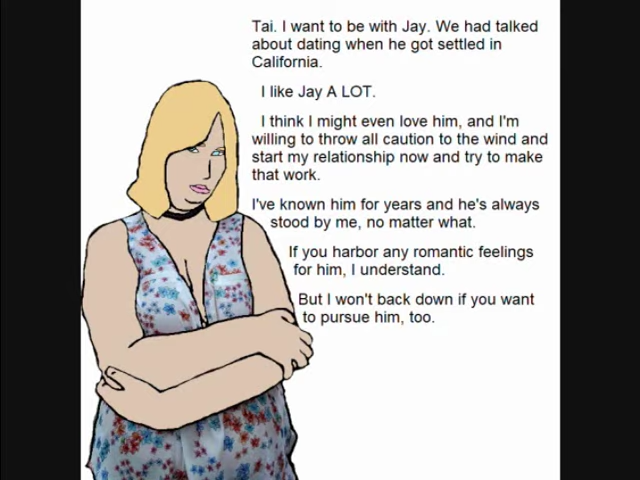 Tai. I want to be with Jay. We had talked
about dating when he got settled in
California.
I like Jay A LOT.
I think I might even love him, and I'm
willing to throw all caution to the wind and
start my relationship now and try to make
that work.
I've known him for years and he's always
stood by me, no matter what.
If you harbor any romantic feelings
for him, I understand.
But I won't back down if you want
to pursue him, too.